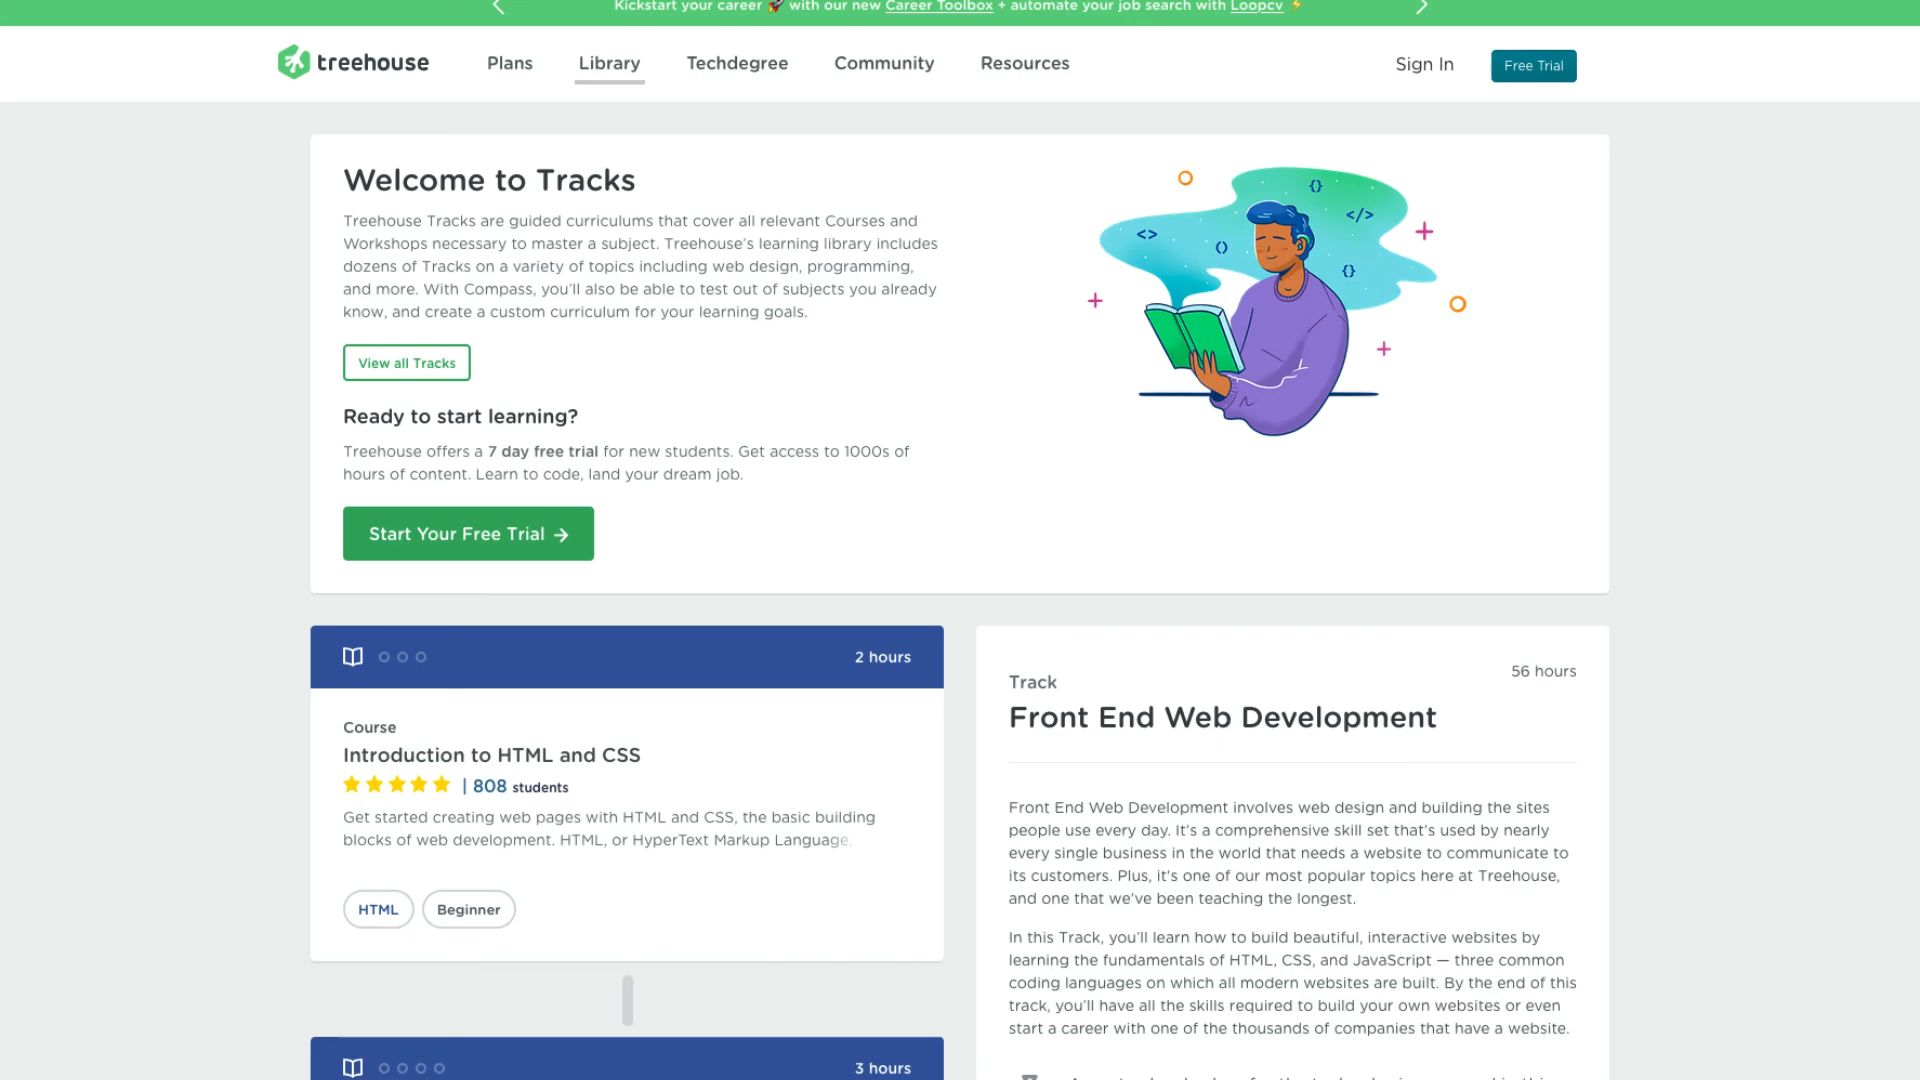 Kickstart your career 🚀 with our new Career Toolbox + automate your job search with Loopcv ⚡
treehouse
Plans
Library
Techdegree
Community
Resources
Sign In
Free Trial
Welcome to Tracks
Treehouse Tracks are guided curriculums that cover all relevant Courses and
Workshops necessary to master a subject. Treehouse’s learning library includes
dozens of Tracks on a variety of topics including web design, programming,
and more. With Compass, you’ll also be able to test out of subjects you already
know, and create a custom curriculum for your learning goals.
View all Tracks
Ready to start learning?
Treehouse offers a 7 day free trial for new students. Get access to 1000s of
hours of content. Learn to code, land your dream job.
Start Your Free Trial →
{}
</>
<>
()
{}
2 hours
Course
Introduction to HTML and CSS
| 808 students
Get started creating web pages with HTML and CSS, the basic building
blocks of web development. HTML, or HyperText Markup Language,
HTML
Beginner
3 hours
56 hours
Track
Front End Web Development
Front End Web Development involves web design and building the sites
people use every day. It’s a comprehensive skill set that’s used by nearly
every single business in the world that needs a website to communicate to
its customers. Plus, it’s one of our most popular topics here at Treehouse,
and one that we’ve been teaching the longest.
In this Track, you’ll learn how to build beautiful, interactive websites by
learning the fundamentals of HTML, CSS, and JavaScript — three common
coding languages on which all modern websites are built. By the end of this
track, you’ll have all the skills required to build your own websites or even
start a career with one of the thousands of companies that have a website.